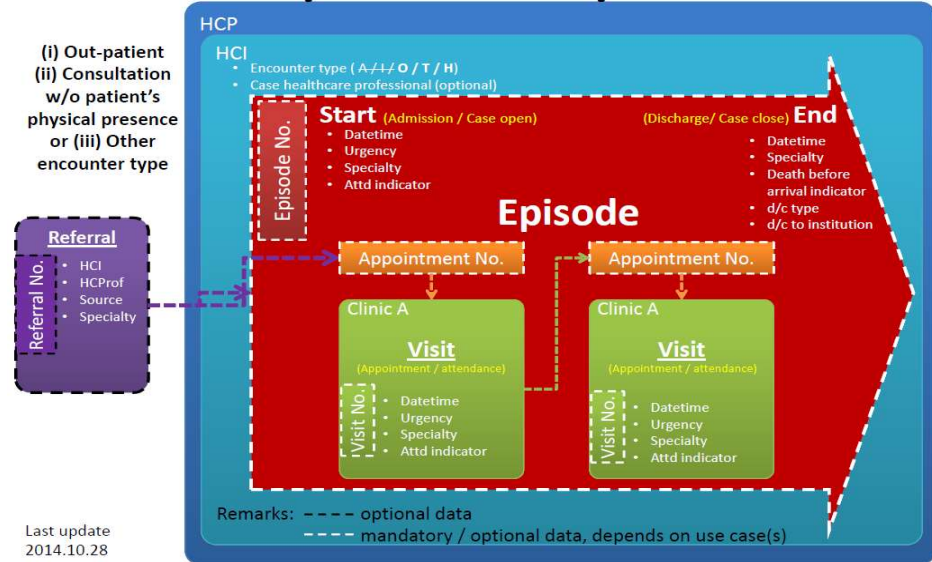 HCP
HCI
• Encounter type ( A / I / O / T / H)
• Case healthcare professional (optional)
(i) Out-patient
(ii) Consultation
w/o patient's
physical presence
or (iii) Other
encounter type
Episode No.
Start (Admission / Case open)
• Datetime
• Urgency
• Specialty
• Attd indicator
(Discharge/ Case close) End
• Datetime
• Specialty
• Death before
arrival indicator
• d/c type
• d/c to institution
Episode
Referral
Referral No.
• HCI
• HCProf
• Source
• Specialty
Appointment No.
Clinic A
Visit
(Appointment / attendance)
Visit No.
• Datetime
• Urgency
• Specialty
• Attd indicator
Appointment No.
Clinic A
Visit
(Appointment / attendance)
Visit No.
• Datetime
• Urgency
• Specialty
• Attd indicator
Remarks: ---- optional data
---- mandatory / optional data, depends on use case(s)
Last update
2014.10.28